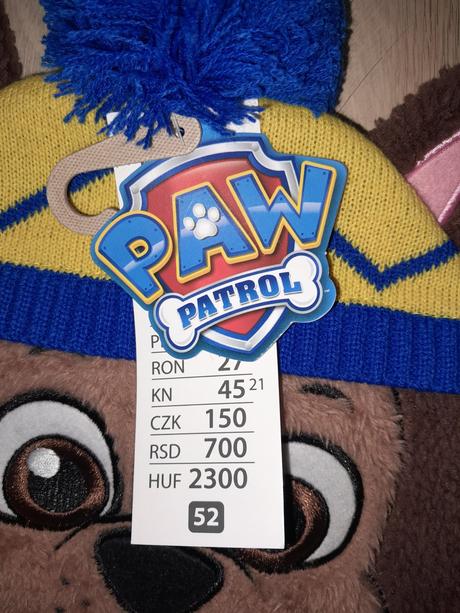 PAW
PATROL
RON 27
KN 45 21
CZK 150
RSD 700
HUF 2300
52